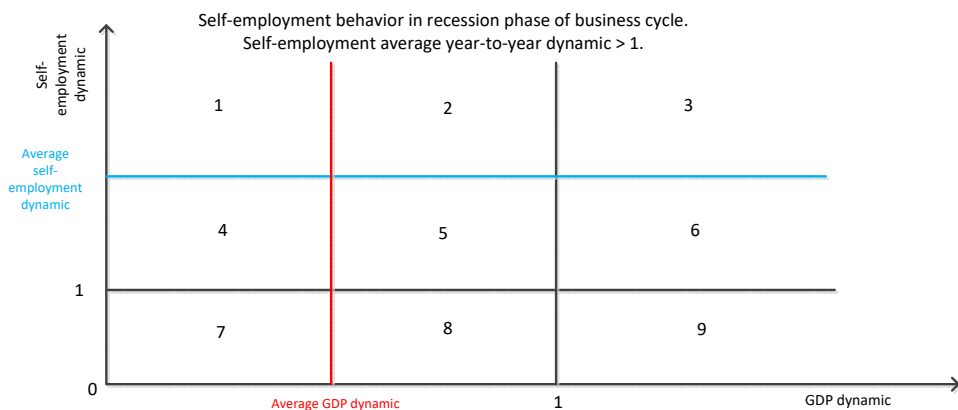 Self-employment behavior in recession phase of business cycle.
Self-employment average year-to-year dynamic > 1.
Self-
employment
dynamic
1
2
3
Average
self-
employment
dynamic
4
5
6
1
7
8
9
0
Average GDP dynamic
1
GDP dynamic